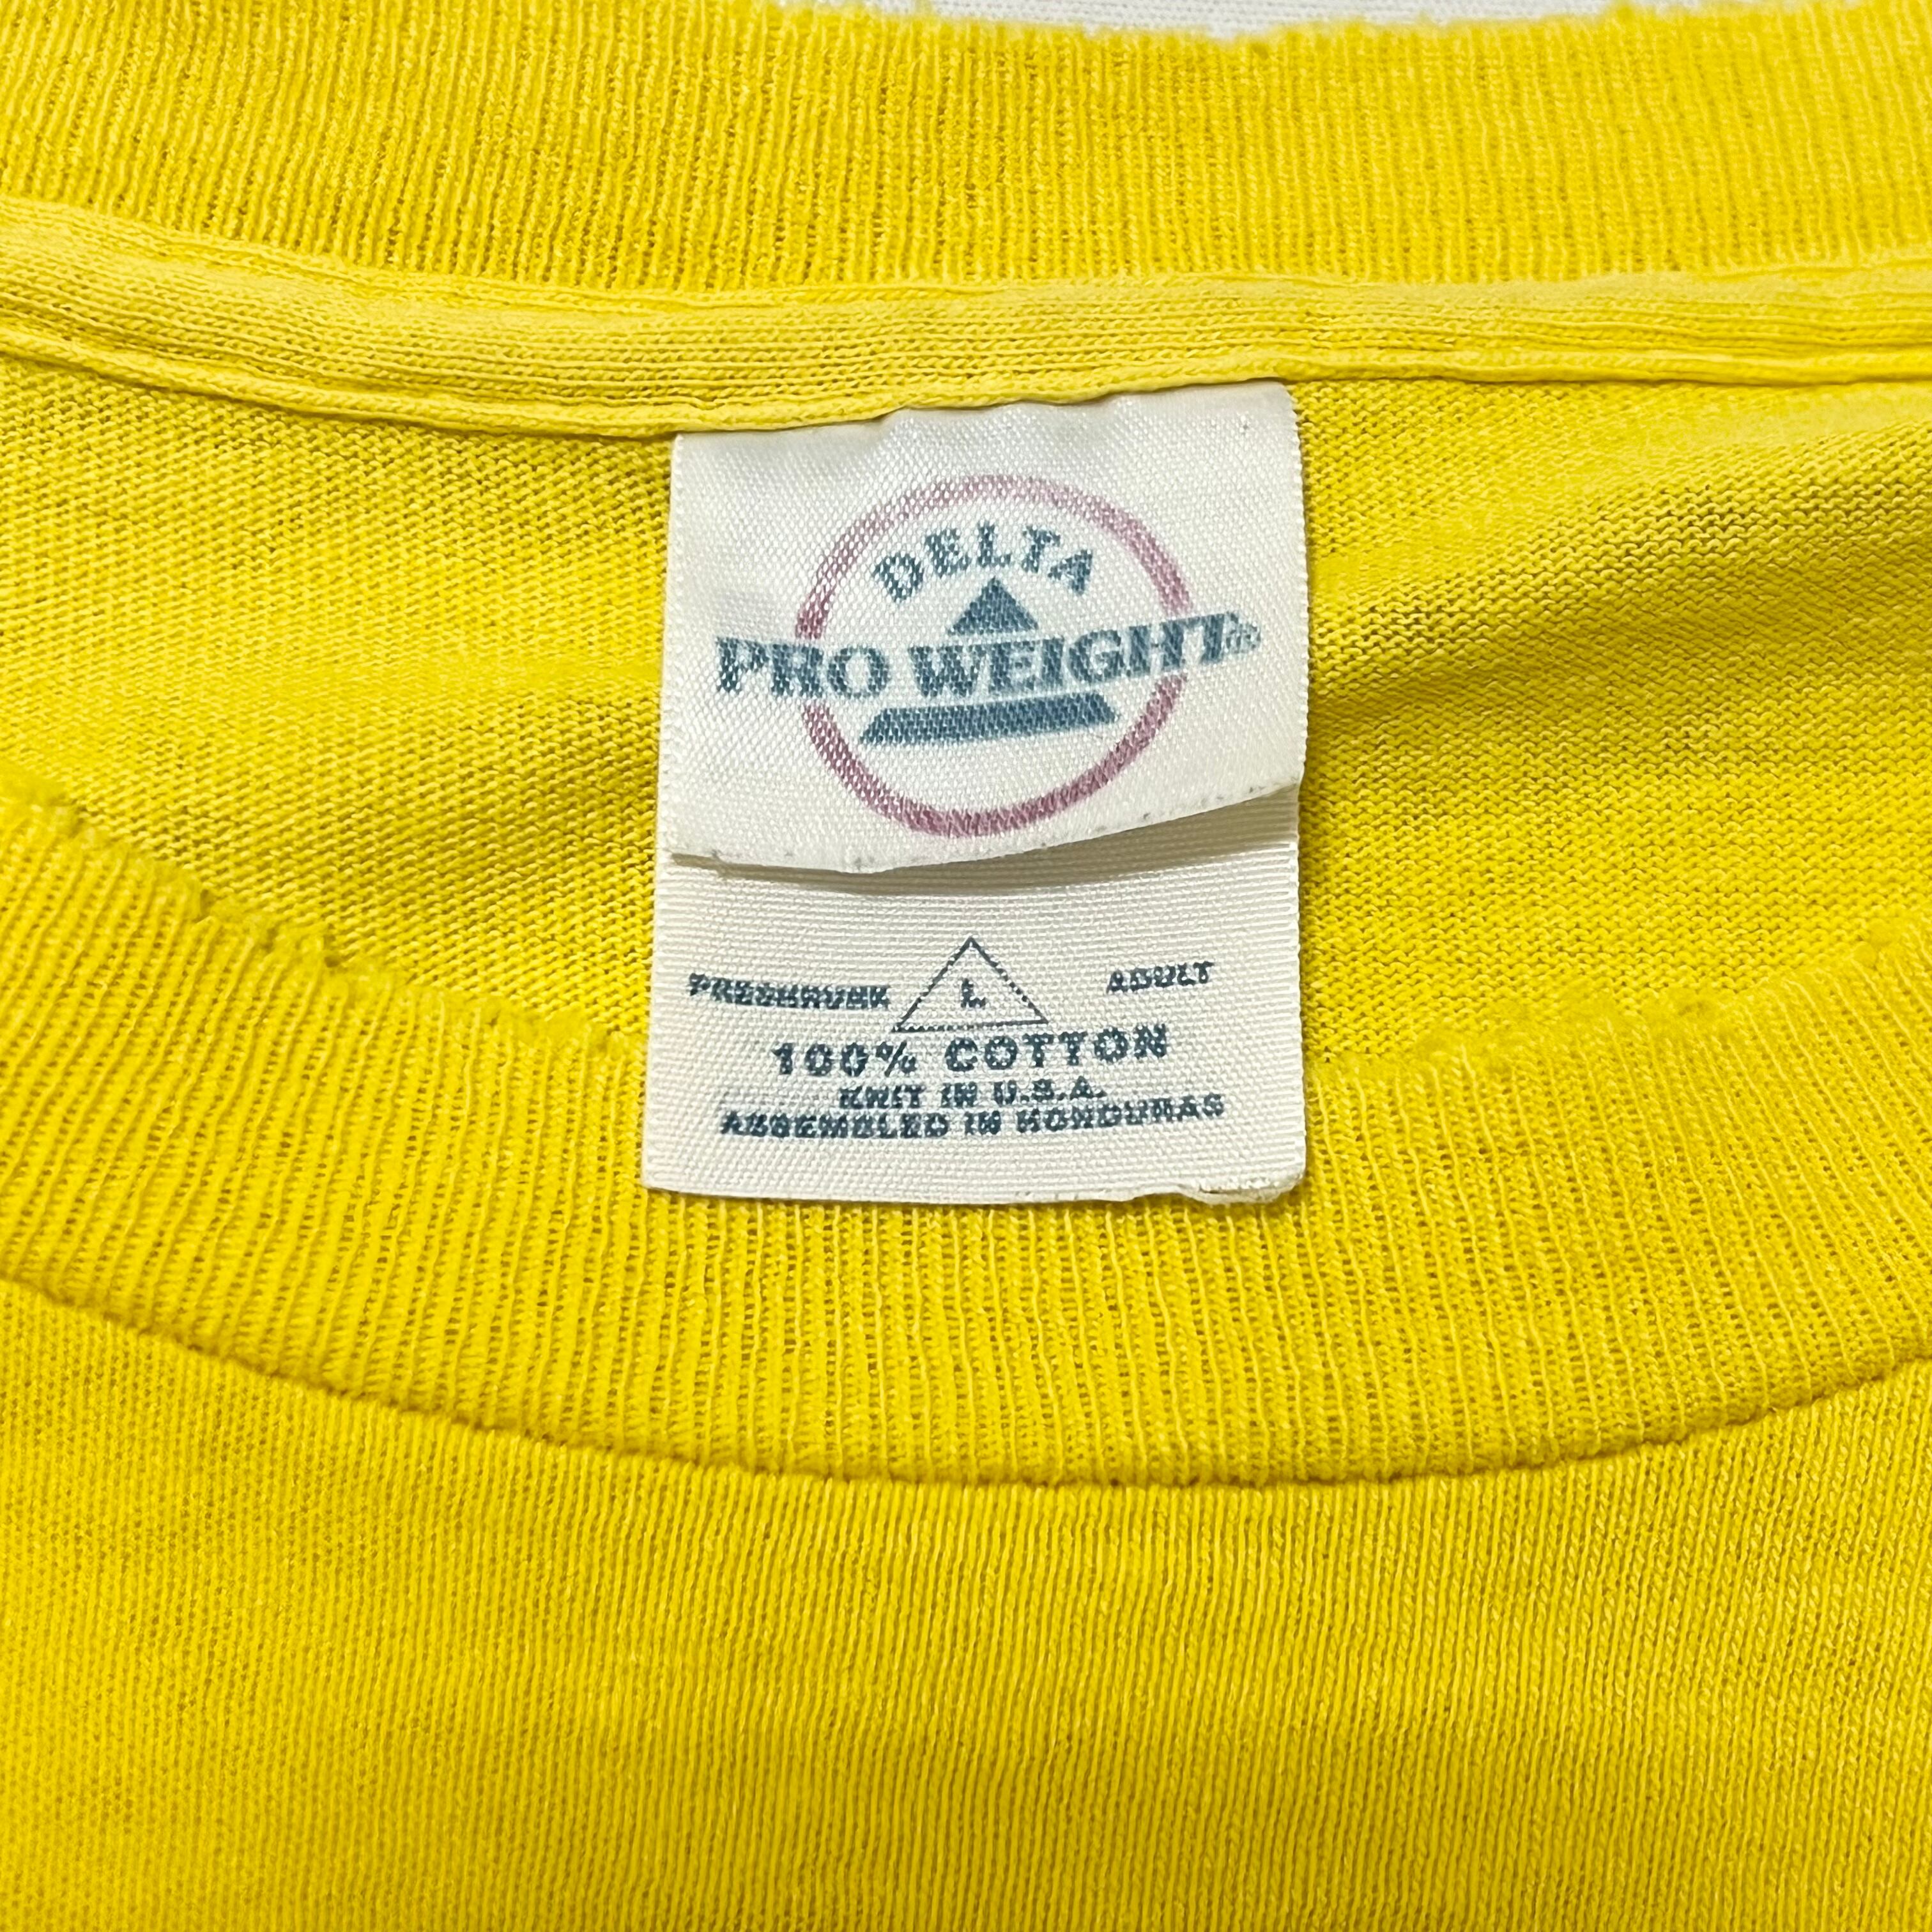 DELTA
PRO WEIGHT®
PRESHRUNK L ADULT
100% COTTON
KNIT IN U.S.A.
ASSEMBLED IN HONDURAS